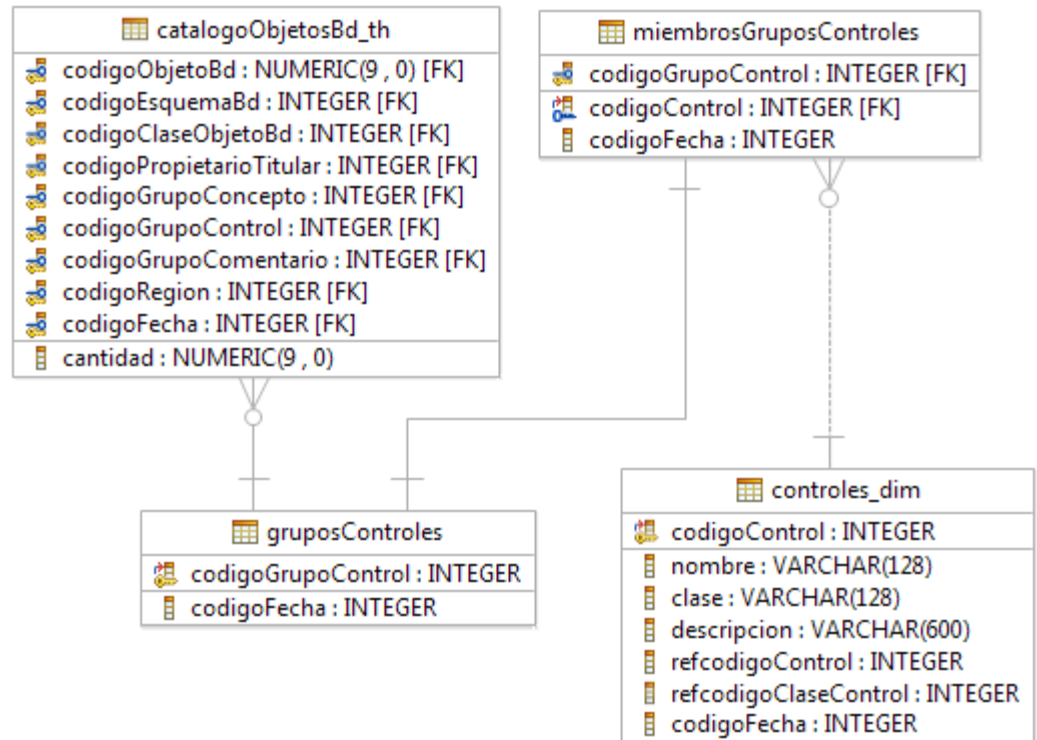 catalogoObjetosBd_th
codigoObjetoBd : NUMERIC(9 , 0) [FK]
codigoEsquemaBd : INTEGER [FK]
codigoClaseObjetoBd : INTEGER [FK]
codigoPropietarioTitular : INTEGER [FK]
codigoGrupoConcepto : INTEGER [FK]
codigoGrupoControl : INTEGER [FK]
codigoGrupoComentario : INTEGER [FK]
codigoRegion : INTEGER [FK]
codigoFecha : INTEGER [FK]
cantidad : NUMERIC(9 , 0)
miembrosGruposControles
codigoGrupoControl : INTEGER [FK]
codigoControl : INTEGER [FK]
codigoFecha : INTEGER
gruposControles
codigoGrupoControl : INTEGER
codigoFecha : INTEGER
controles_dim
codigoControl : INTEGER
nombre : VARCHAR(128)
clase : VARCHAR(128)
descripcion : VARCHAR(600)
refcodigoControl : INTEGER
refcodigoClaseControl : INTEGER
codigoFecha : INTEGER